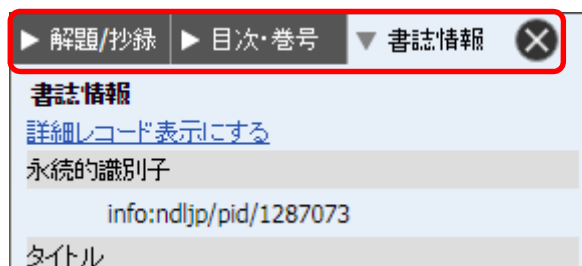 ▶ 解題/抄録 ▶ 目次・巻号 ▼ 書誌情報
書誌情報
詳細レコード表示にする
永続的識別子
info:ndljp/pid/1287073
タイトル